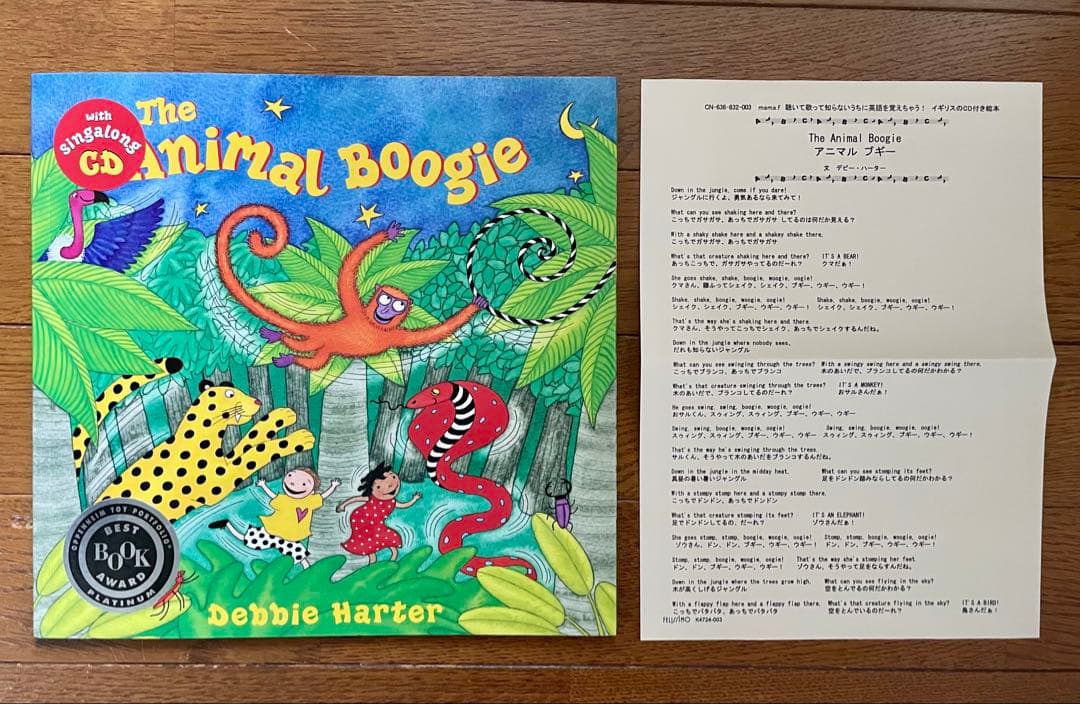 with
Singalong
CD
The
Animal Boogie
OPPENHEIM TOY PORTFOLIO
BEST
BOOK
AWARD
PLATINUM
Debbie Harter
CN-638-832-003 mama.f 聴いて歌って知らないうちに英語を覚えちゃう! イギリスのCD付き絵本
The Animal Boogie
アニマル ブギー
文 デビー・ハーター
Down in the jungle, come if you dare!
ジャングルに行くよ、勇気あるなら来てみて!
What can you see shaking here and there?
こっちでガサガサ、あっちでガサガサ してるのは何だか見える?
With a shaky shake here and a shakey shake there.
こっちでガサガサ、あっちでガサガサ
What's that creature shaking here and there? IT'S A BEAR!
あっちこっちで、ガサガサやってるのだ~れ? クマだぁ!
She goes shake, shake, boogie, woogie, oogie!
クマさん、踊ふってシェイク、シェイク、ブギー、ウギー、ウギー!
Shake, shake, boogie, woogie, oogie! Shake, shake, boogie, woogie, oogie!
シェイク、シェイク、ブギー、ウギー、ウギー! シェイク、シェイク、ブギー、ウギー、ウギー!
That's the way she's shaking here and there.
クマさん、そうやってこっちでシェイク、あっちでシェイクするんだね。
Down in the jungle where nobody sees,
だれも知らないジャングル
What can you see swinging through the trees? With a swingy swing here and a swingy swing there,
こっちでブランコ、あっちでブランコ 木のあいだで、ブランコしてるの何だかわかる?
What's that creature swinging through the trees? IT'S A MONKEY!
木のあいだで、ブランコしてるのだ~れ? おサルさんだぁ!
He goes swing, swing, boogie, woogie, oogie!
おサルくん、スウィング、スウィング、ブギー、ウギー、ウギー
Swing, swing, boogie, woogie, oogie! Swing, swing, boogie, woogie, oogie!
スウィング、スウィング、ブギー、ウギー、ウギー スウィング、スウィング、ブギー、ウギー、ウギー!
That's the way he's swinging through the trees.
サルくん、そうやって木のあいだをブランコするんだね。
Down in the jungle in the midday heat, What can you see stomping its feet?
真昼の暑い暑いジャングル 足をドンドン踏みならしてるの何だかわかる?
With a stompy stomp here and a stompy stomp there,
こっちでドンドン、あっちでドンドン
What's that creature stomping its feet? IT'S AN ELEPHANT!
足でドンドンしてるの、だ~れ? ゾウさんだぁ!
She goes stomp, stomp, boogie, woogie, oogie! Stomp, stomp, boogie, woogie, oogie!
ゾウさん、ドン、ドン、ブギー、ウギー、ウギー! ドン、ドン、ブギー、ウギー、ウギー!
Stomp, stomp, boogie, woogie, oogie! That's the way she's stomping her feet.
ドン、ドン、ブギー、ウギー、ウギー! ゾウさん、そうやって足をならすんだね。
Down in the jungle where the trees grow high, What can you see flying in the sky?
木が高くしげるジャングル 空をとんでるの何だかわかる?
With a flappy flap here and a flappy flap there, What's that creature flying in the sky? IT'S A BIRD!
こっちでパタパタ、あっちでパタパタ 空をとんでいるのだ~れ? 鳥さんだぁ!
FELISSIMO K4724-003